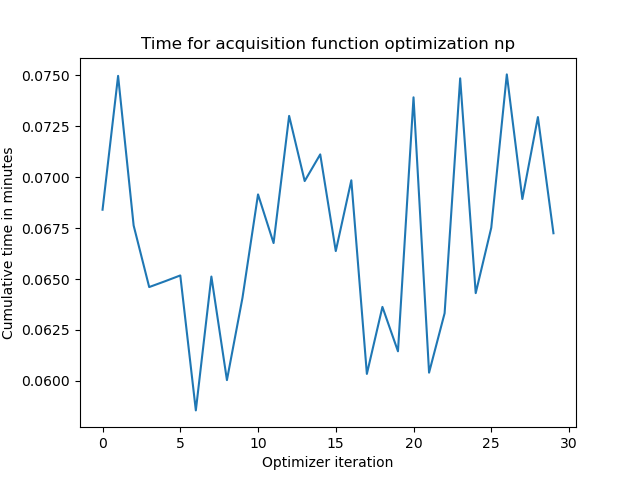 Time for acquisition function optimization np
Cumulative time in minutes
0.0750
0.0725
0.0700
0.0675
0.0650
0.0625
0.0600
0 5 10 15 20 25 30
Optimizer iteration